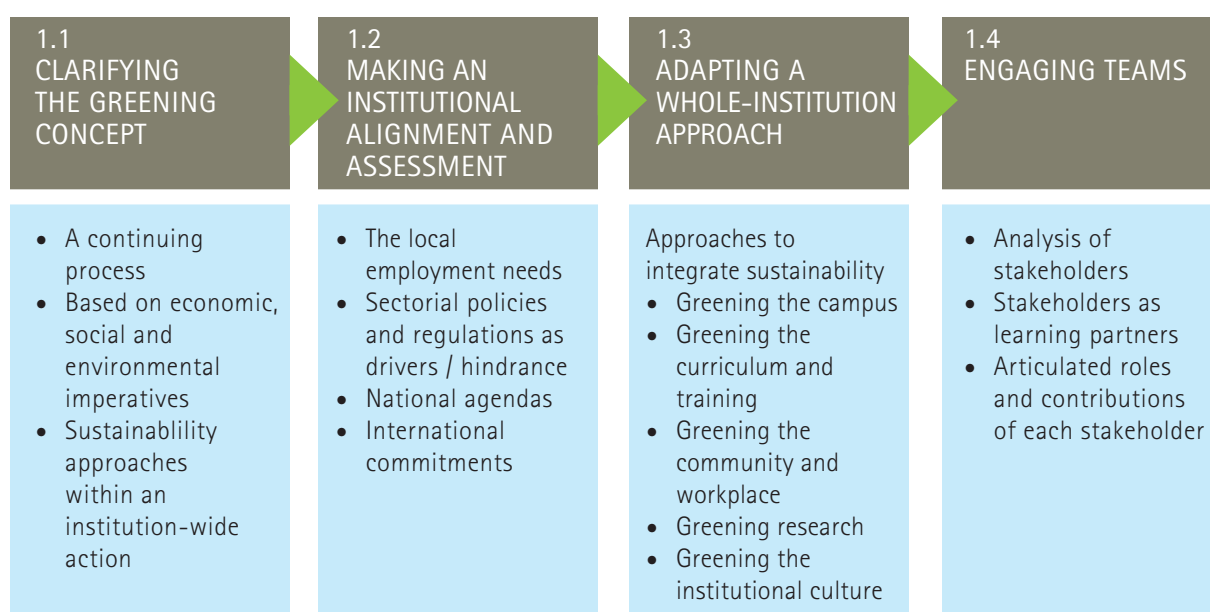 1.1
CLARIFYING
THE GREENING
CONCEPT
• A continuing
process
• Based on economic,
social and
environmental
imperatives
• Sustainablility
approaches
within an
institution-wide
action
1.2
MAKING AN
INSTITUTIONAL
ALIGNMENT AND
ASSESSMENT
• The local
employment needs
• Sectorial policies
and regulations as
drivers / hindrance
• National agendas
• International
commitments
1.3
ADAPTING A
WHOLE-INSTITUTION
APPROACH
Approaches to
integrate sustainability
• Greening the campus
• Greening the
curriculum and
training
• Greening the
community and
workplace
• Greening research
• Greening the
institutional culture
1.4
ENGAGING TEAMS
• Analysis of
stakeholders
• Stakeholders as
learning partners
• Articulated roles
and contributions
of each stakeholder